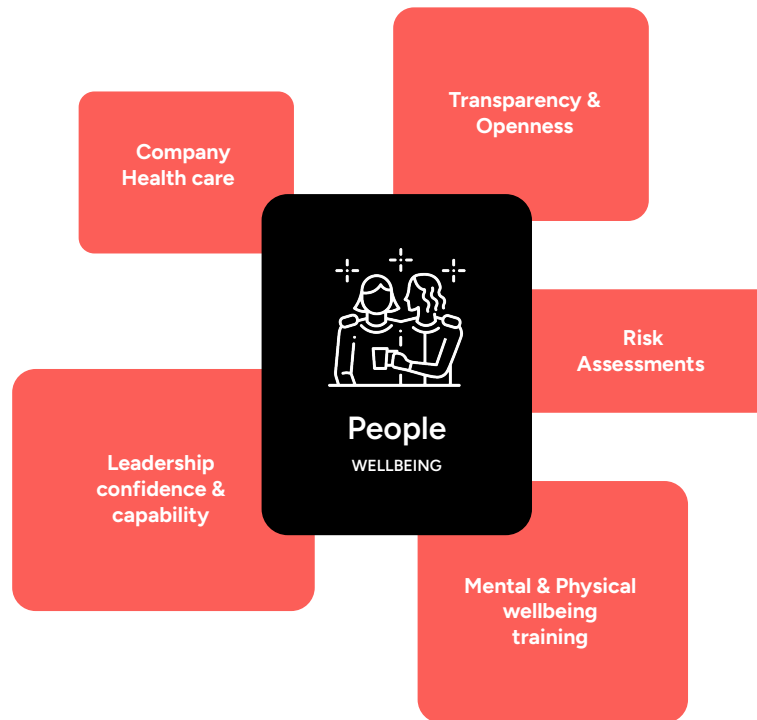 Transparency &
Openness
Company
Health care
Risk
Assessments
People
WELLBEING
Leadership
confidence &
capability
Mental & Physical
wellbeing
training